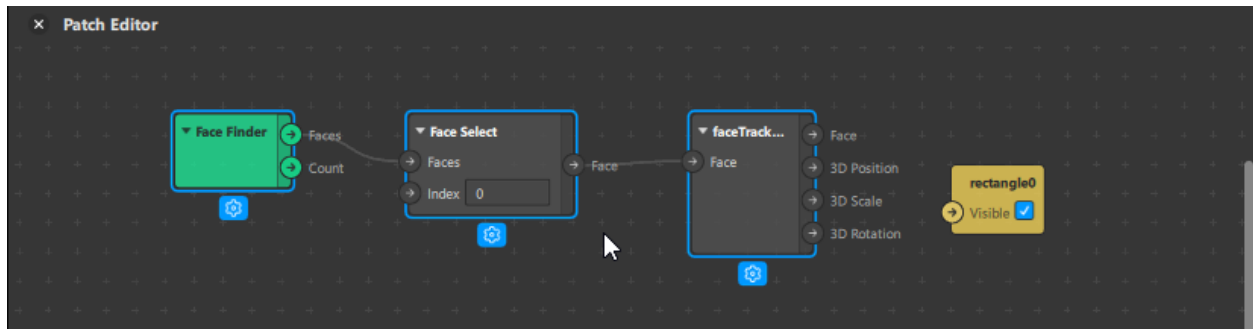 Patch Editor
Face Finder
Faces
Count
Face Select
Faces
Index 0
Face
faceTrack...
Face
Face
3D Position
3D Scale
3D Rotation
rectangle0
Visible